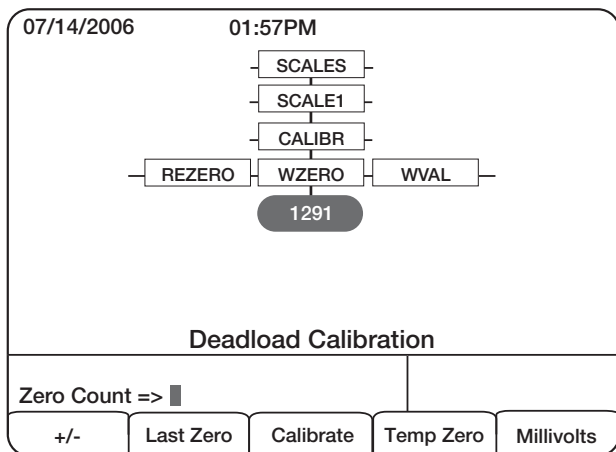 07/14/2006 01:57PM
SCALES
SCALE1
CALIBR
REZERO WZERO WVAL
1291
Deadload Calibration
Zero Count =>
+/- Last Zero Calibrate Temp Zero Millivolts